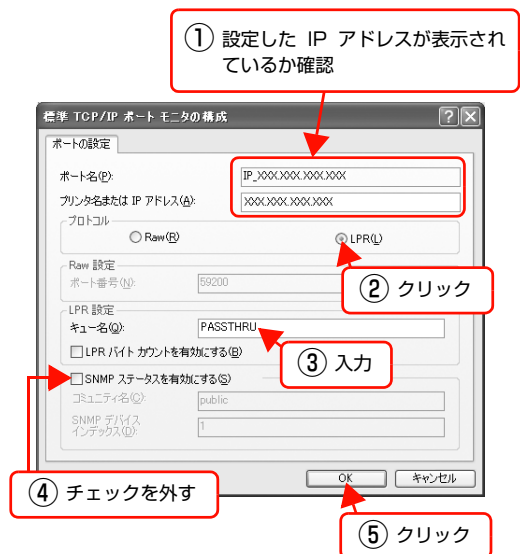 ① 設定した IP アドレスが表示され
ているか確認
標準 TCP/IP ポート モニタの構成
ポートの設定
ポート名(P):
IP_XXX.XXX.XXX.XXX
プリンタ名または IP アドレス(A):
XXX.XXX.XXX.XXX
プロトコル
Raw(R)
LPR(L)
② クリック
Raw 設定
ポート番号(N):
59200
LPR 設定
キュー名(Q):
PASSTHRU
③ 入力
LPR バイト カウントを有効にする(B)
SNMP ステータスを有効にする(S)
コミュニティ名(C):
public
SNMP デバイス
インデックス(D):
1
④ チェックを外す
OK
キャンセル
⑤ クリック